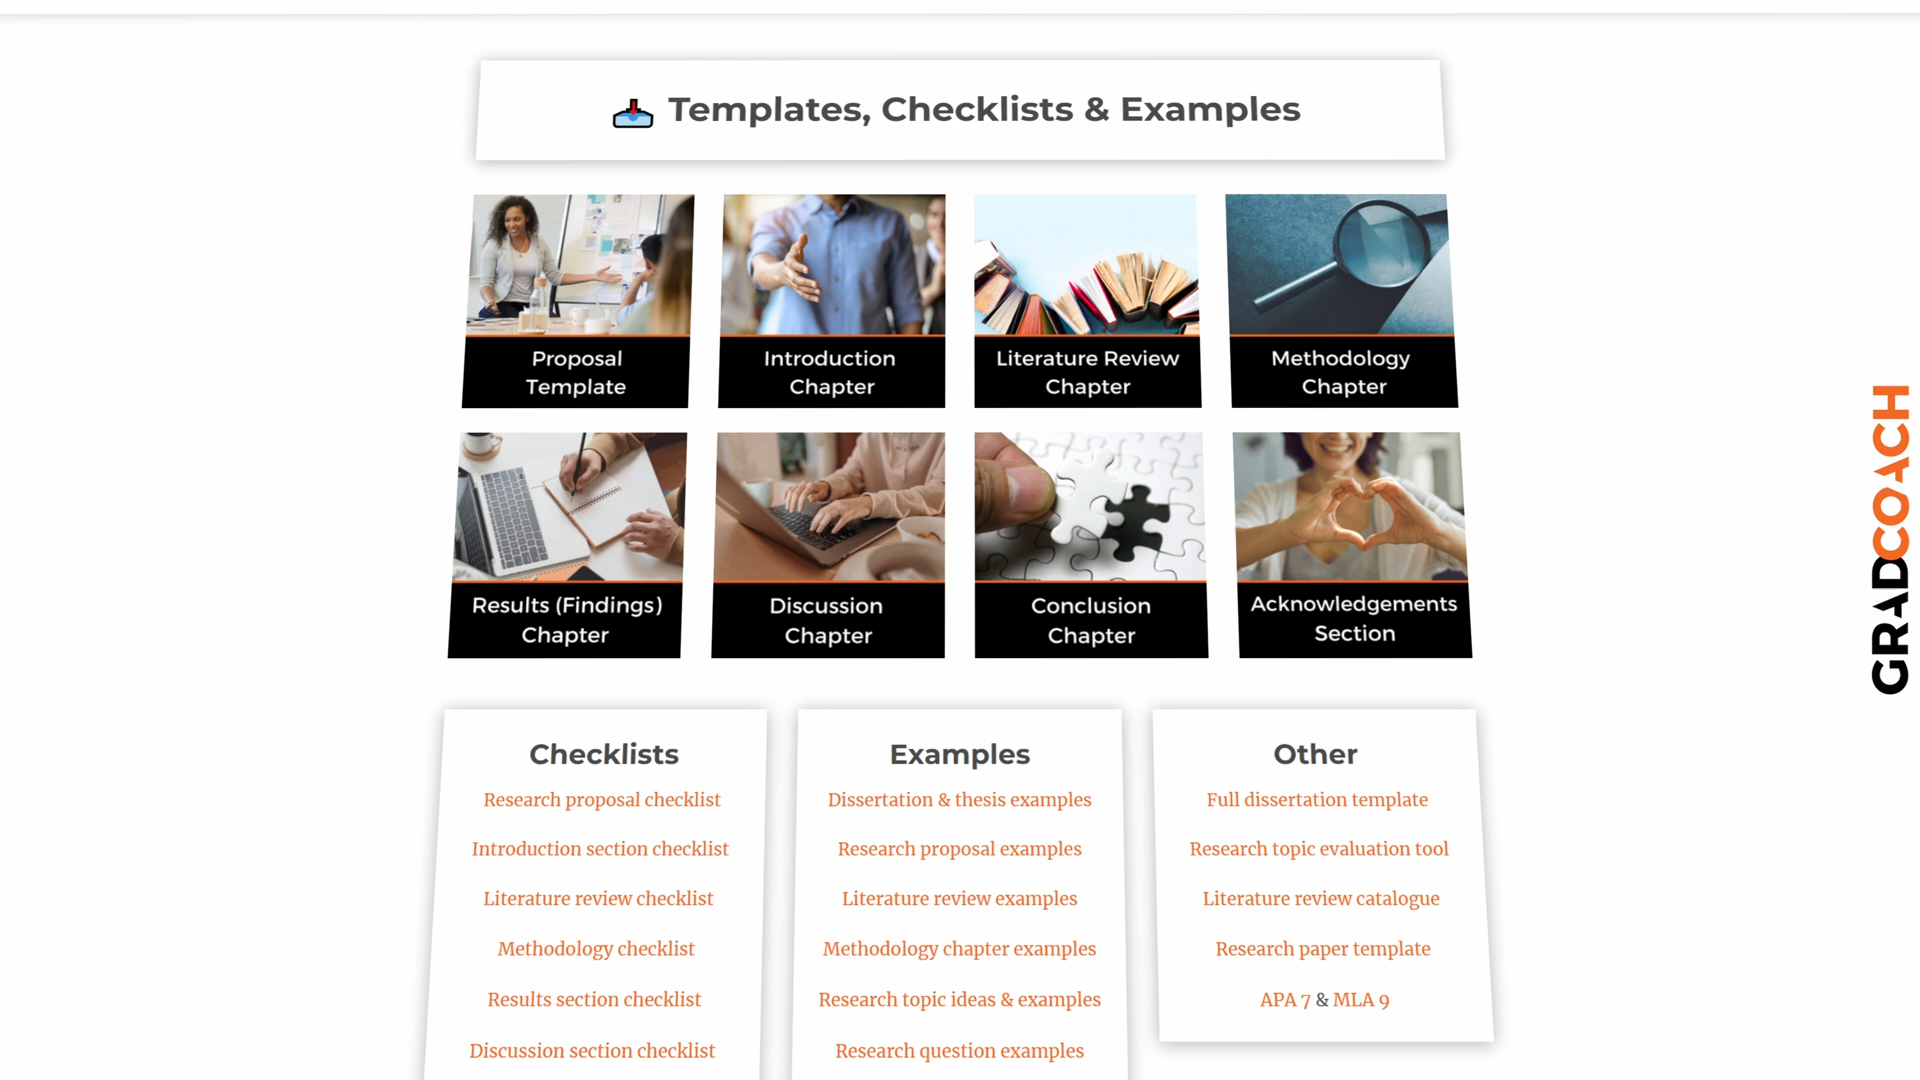 Templates, Checklists & Examples
Proposal
Template
Introduction
Chapter
Literature Review
Chapter
Methodology
Chapter
Results (Findings)
Chapter
Discussion
Chapter
Conclusion
Chapter
Acknowledgements
Section
Checklists
Research proposal checklist
Introduction section checklist
Literature review checklist
Methodology checklist
Results section checklist
Discussion section checklist
Examples
Dissertation & thesis examples
Research proposal examples
Literature review examples
Methodology chapter examples
Research topic ideas & examples
Research question examples
Other
Full dissertation template
Research topic evaluation tool
Literature review catalogue
Research paper template
APA 7 & MLA 9
GRADCOACH